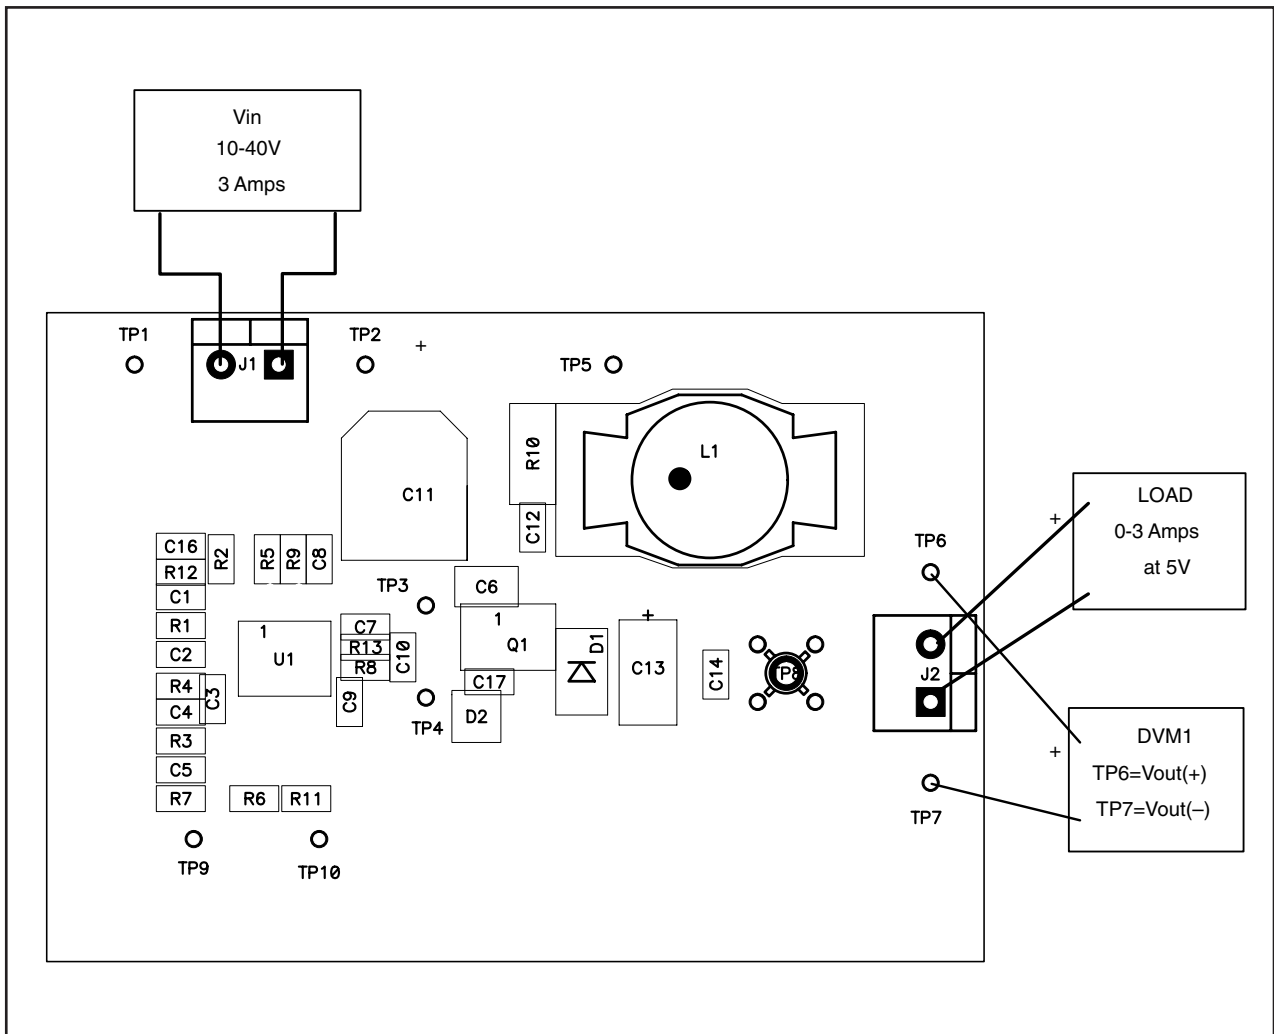 Vin
10-40V
3 Amps
TP1
J1
TP2
+
TP5
R10
L1
C11
C12
LOAD
+
0-3 Amps
at 5V
C16
R12
R2
R5
R9
C8
TP6
TP3
C6
C1
R1
C2
1
U1
C7
R13
R8
C10
1
Q1
D1
+
C13
C14
TP8
J2
R4
C4
C3
C9
C17
D2
TP4
R3
C5
R7
R6
R11
DVM1
+
TP6=Vout(+)
TP7=Vout(–)
TP7
TP9
TP10